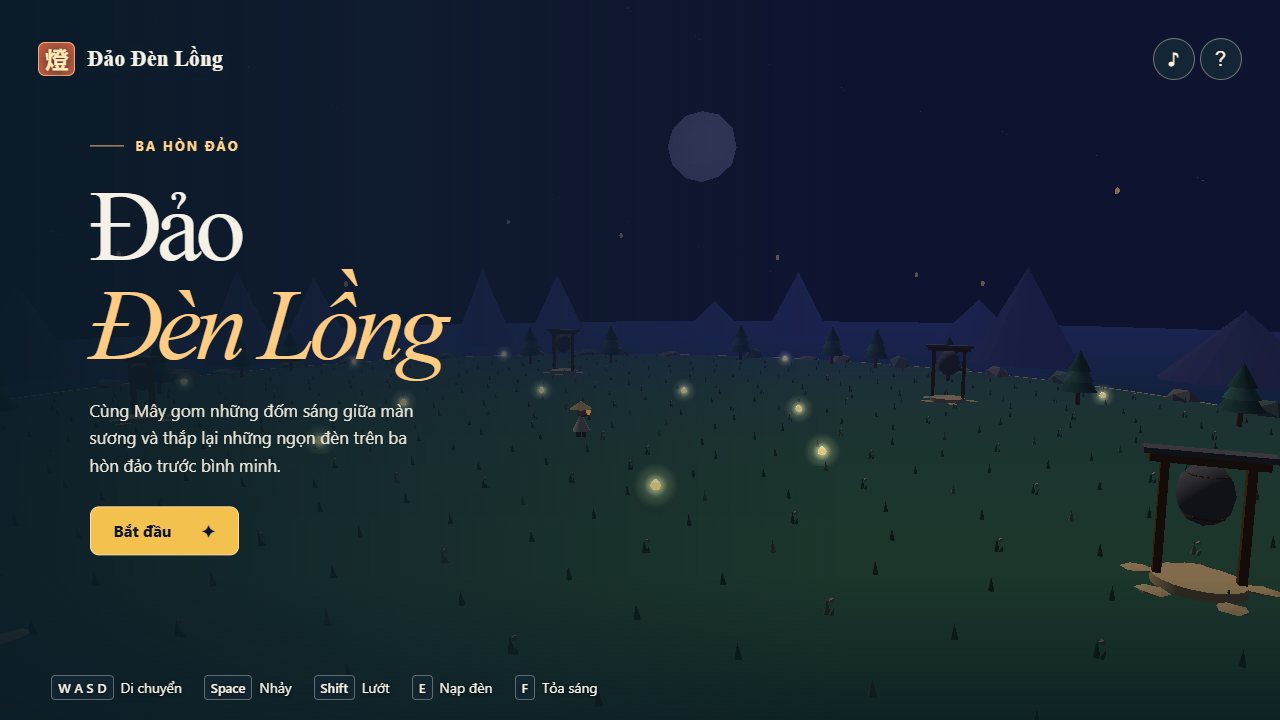 燈 Đảo Đèn Lồng
♪ ?
BA HÒN ĐẢO
Đảo
Đèn Lồng
Cùng Mây gom những đốm sáng giữa màn
sương và thắp lại những ngọn đèn trên ba
hòn đảo trước bình minh.
Bắt đầu ✦
W A S D Di chuyển Space Nhảy Shift Lướt E Nạp đèn F Tỏa sáng